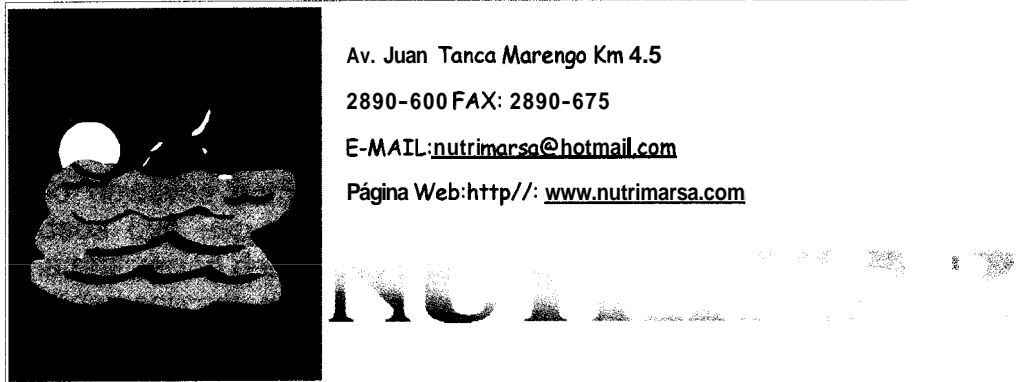 Av. Juan Tanca Marengo Km 4.5
2890-600 FAX: 2890-675
E-MAIL:nutrimarsa@hotmail.com
Página Web:http//: www.nutrimarsa.com